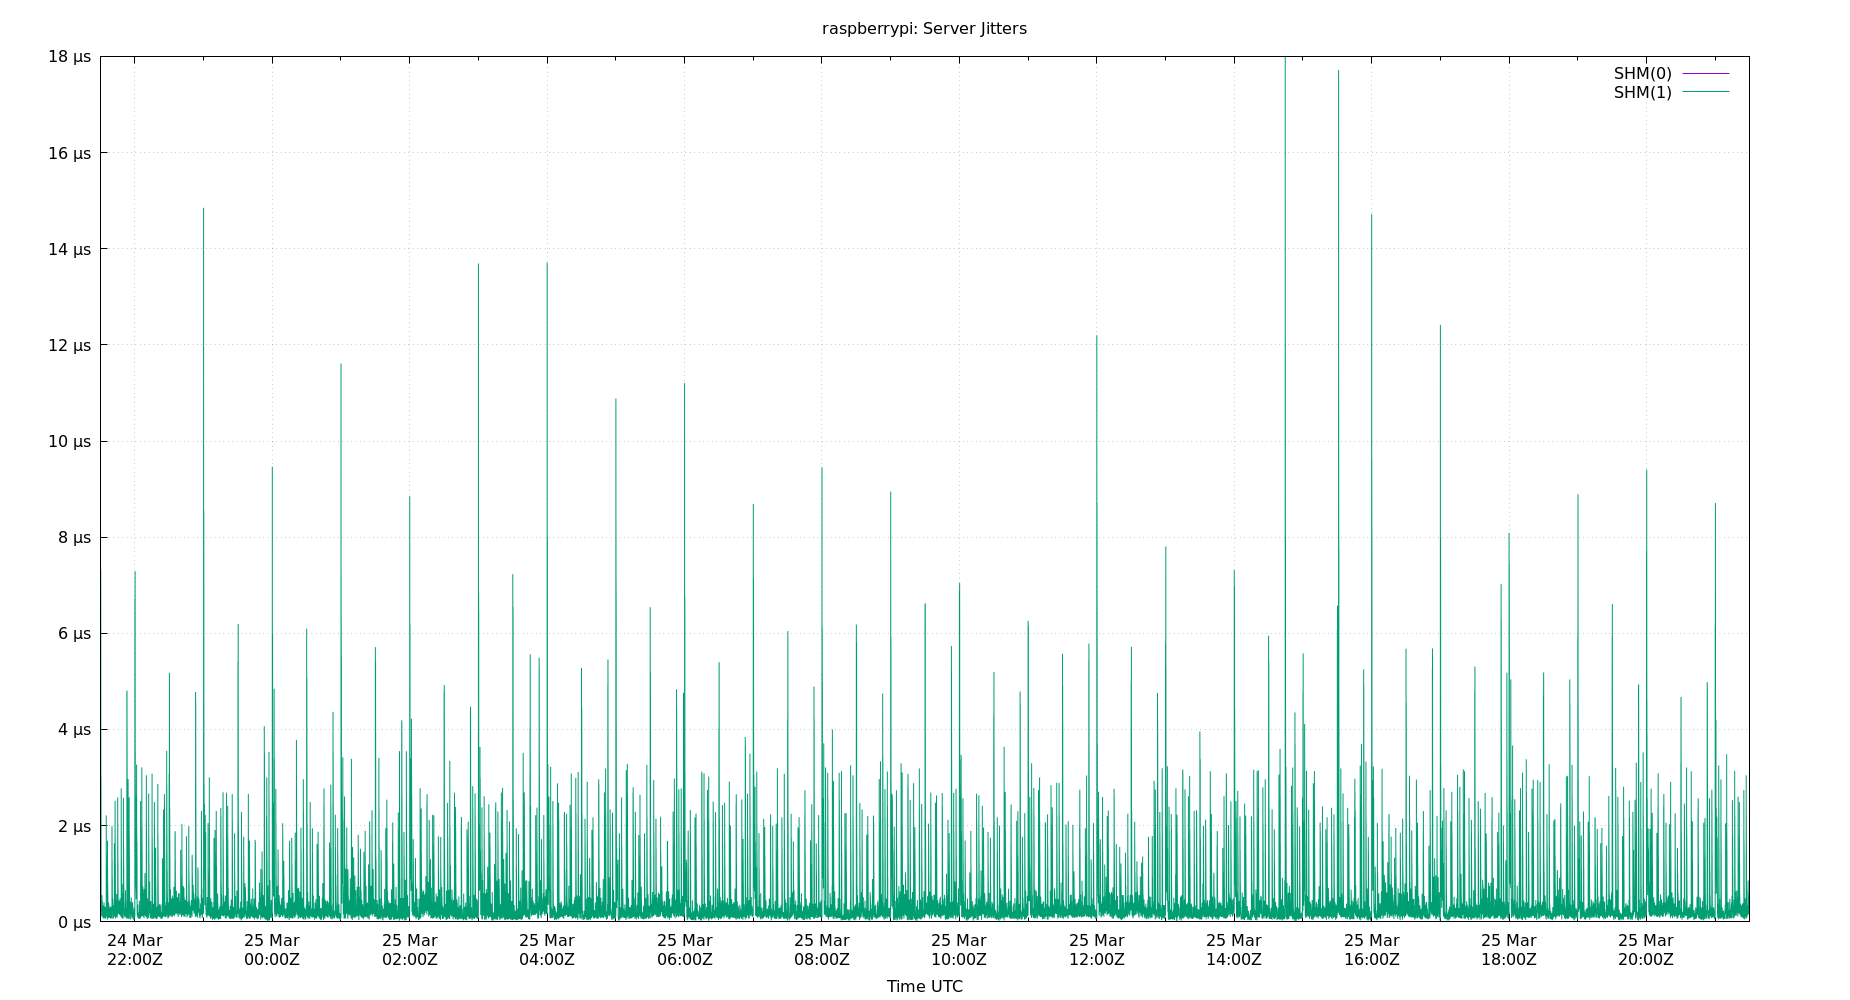 raspberrypi: Server Jitters
SHM(0)
SHM(1)
18 µs
16 µs
14 µs
12 µs
10 µs
8 µs
6 µs
4 µs
2 µs
0 µs
24 Mar 25 Mar 25 Mar 25 Mar 25 Mar 25 Mar 25 Mar 25 Mar 25 Mar 25 Mar 25 Mar 25 Mar
22:00Z 00:00Z 02:00Z 04:00Z 06:00Z 08:00Z 10:00Z 12:00Z 14:00Z 16:00Z 18:00Z 20:00Z
Time UTC